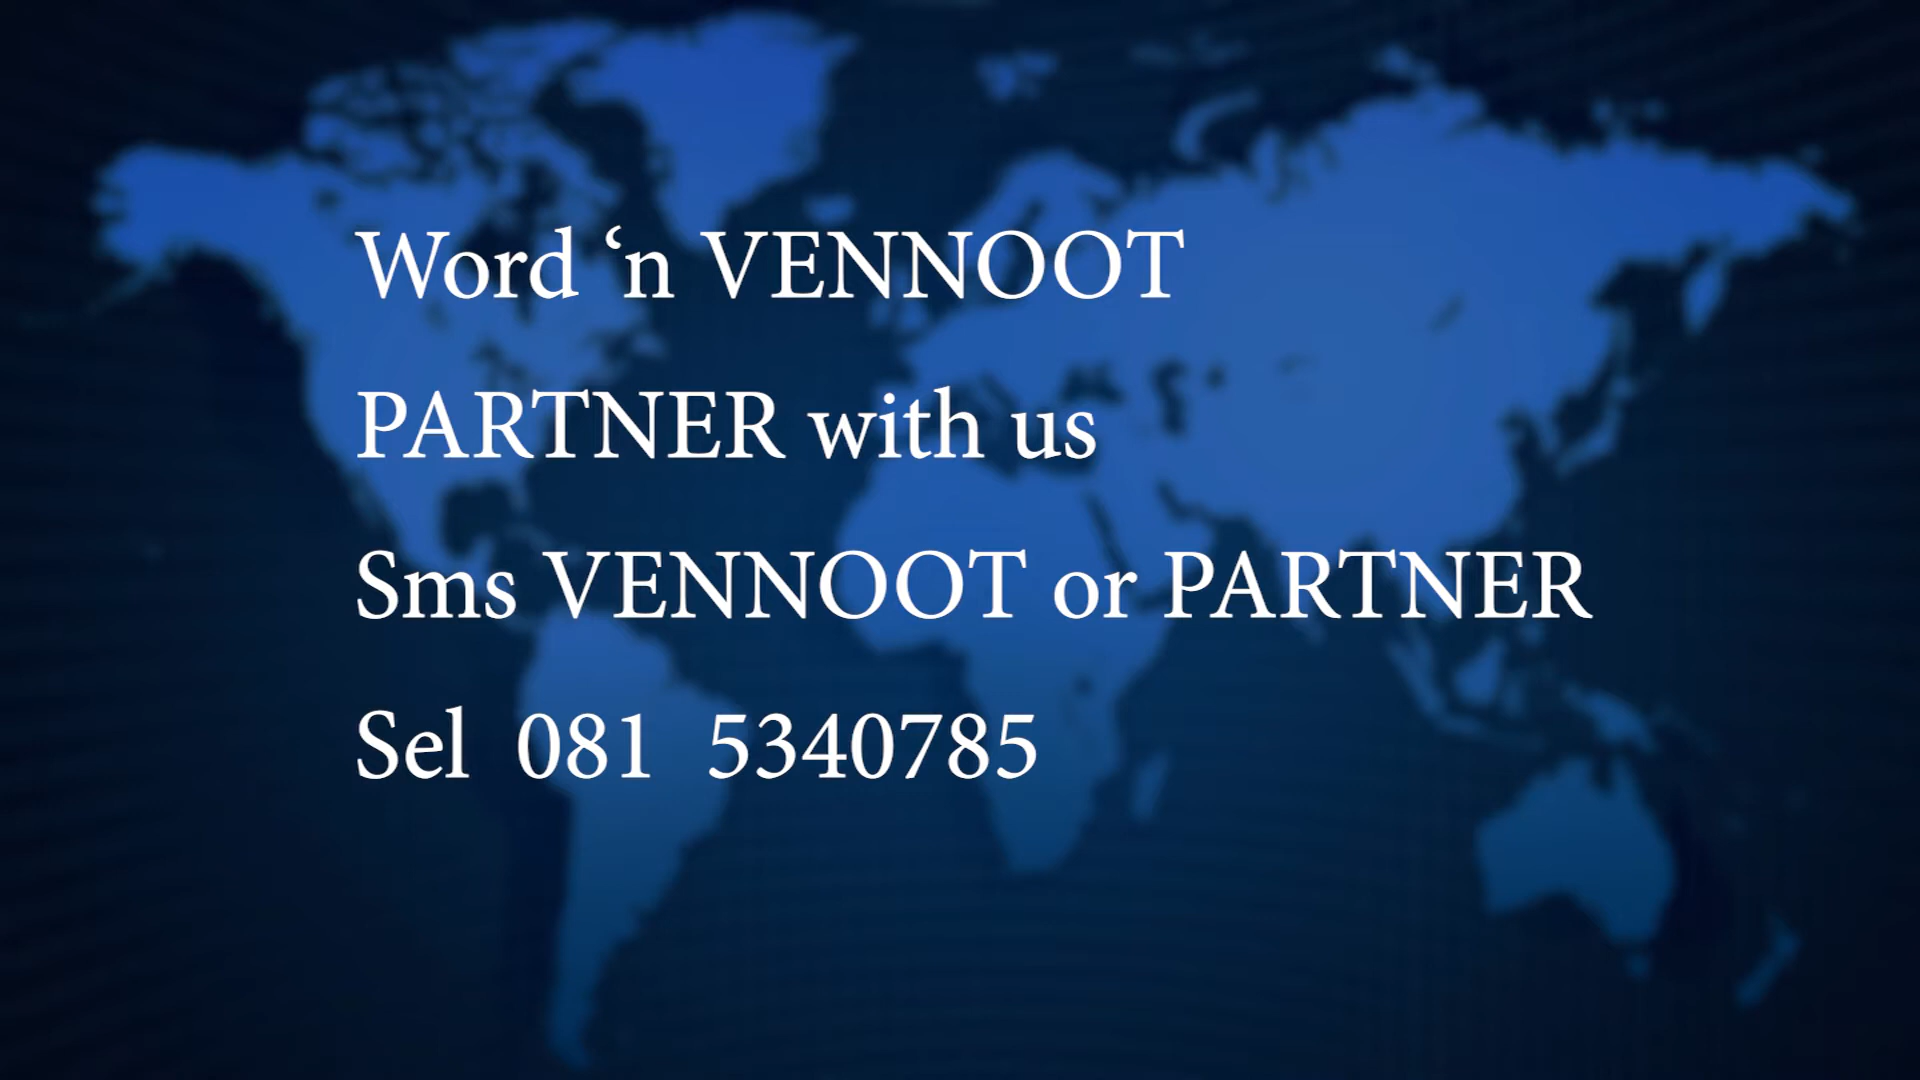 Word ‘n VENNOOT
PARTNER with us
Sms VENNOOT or PARTNER
Sel 081 5340785